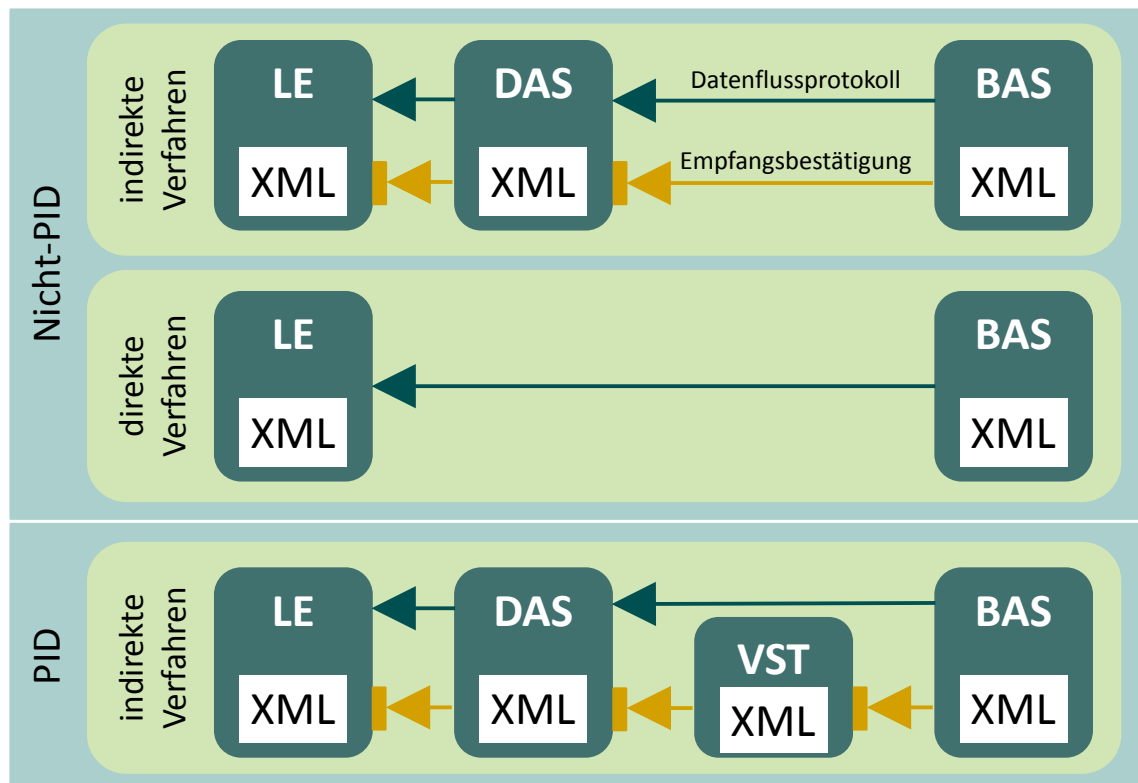 Nicht-PID
indirekte
Verfahren
LE
DAS
BAS
Datenflussprotokoll
Empfangsbestätigung
XML
XML
XML
direkte
Verfahren
LE
BAS
XML
XML
PID
indirekte
Verfahren
LE
DAS
VST
BAS
XML
XML
XML
XML